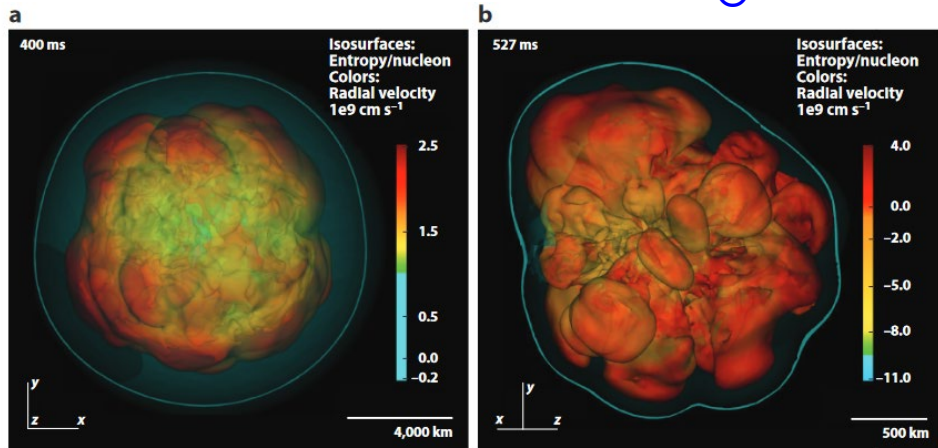 a
400 ms
Isosurfaces:
Entropy/nucleon
Colors:
Radial velocity
1e9 cm s⁻¹
2.5
1.5
0.5
0.0
−0.2
y
z x
4,000 km
b
527 ms
Isosurfaces:
Entropy/nucleon
Colors:
Radial velocity
1e9 cm s⁻¹
4.0
0.0
−2.0
−5.0
−8.0
−11.0
y
x z
500 km